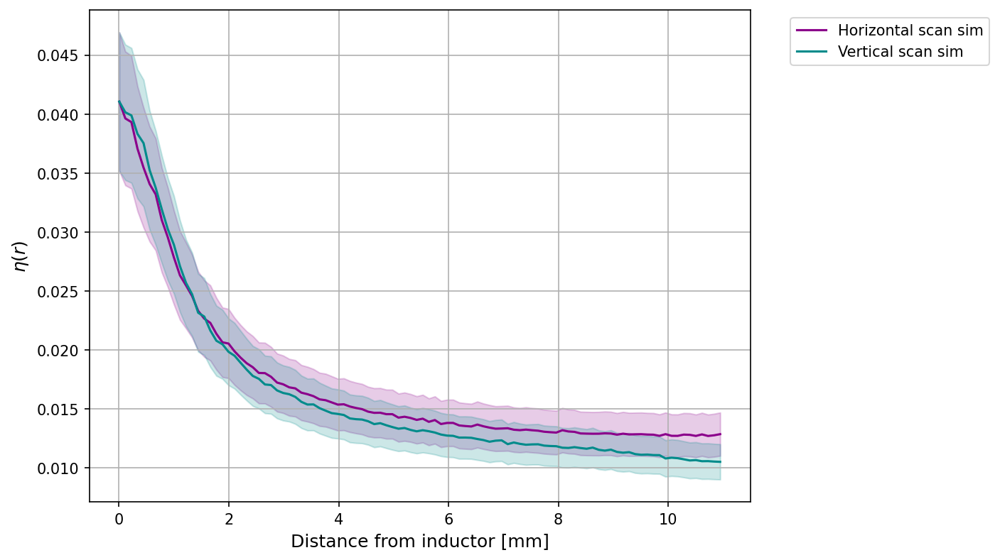 Horizontal scan sim
Vertical scan sim
0.045
0.040
0.035
0.030
0.025
0.020
0.015
0.010
η(r)
0 2 4 6 8 10
Distance from inductor [mm]